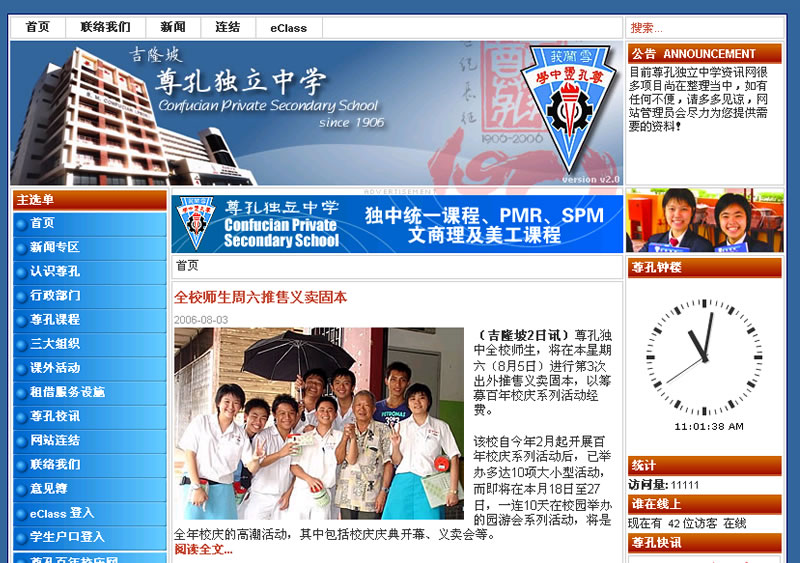 首页 联络我们 新闻 连结 eClass
搜索...
吉隆坡
尊孔独立中学
Confucian Private Secondary School
since 1906
1900-2006
我闻雪
學中孔尊
version v2.0
公告 ANNOUNCEMENT
目前尊孔独立中学资讯网很
多项目尚在整理当中，如有
任何不便，请多多见谅，网
站管理员会尽力为您提供需
要的资料！
主选单
首页
新闻专区
认识尊孔
行政部门
尊孔课程
三大组织
课外活动
租借服务设施
尊孔校讯
网站连结
联络我们
意见簿
eClass 登入
学生户口登入
尊孔百年校庆网
ADVERTISEMENT
尊孔独立中学
Confucian Private
Secondary School
独中统一课程、PMR、SPM
文商理及美工课程
首页
全校师生周六推售义卖固本
2006-08-03
PETRONAS
（吉隆坡2日讯）尊孔独
中全校师生，将在本星期
六（8月5日）进行第3次
出外推售义卖固本，以筹
募百年校庆系列活动经
费。
该校自今年2月起开展百
年校庆系列活动后，已举
办多达10项大小型活动，
而即将在本月18日至27
日，一连10天在校园举办
的园游会系列活动，将是
全年校庆的高潮活动，其中包括校庆庆典开幕、义卖会等。
阅读全文...
尊孔钟楼
11:01:38 AM
统计
访问量: 11111
谁在线上
现在有 42 位访客 在线
尊孔快讯